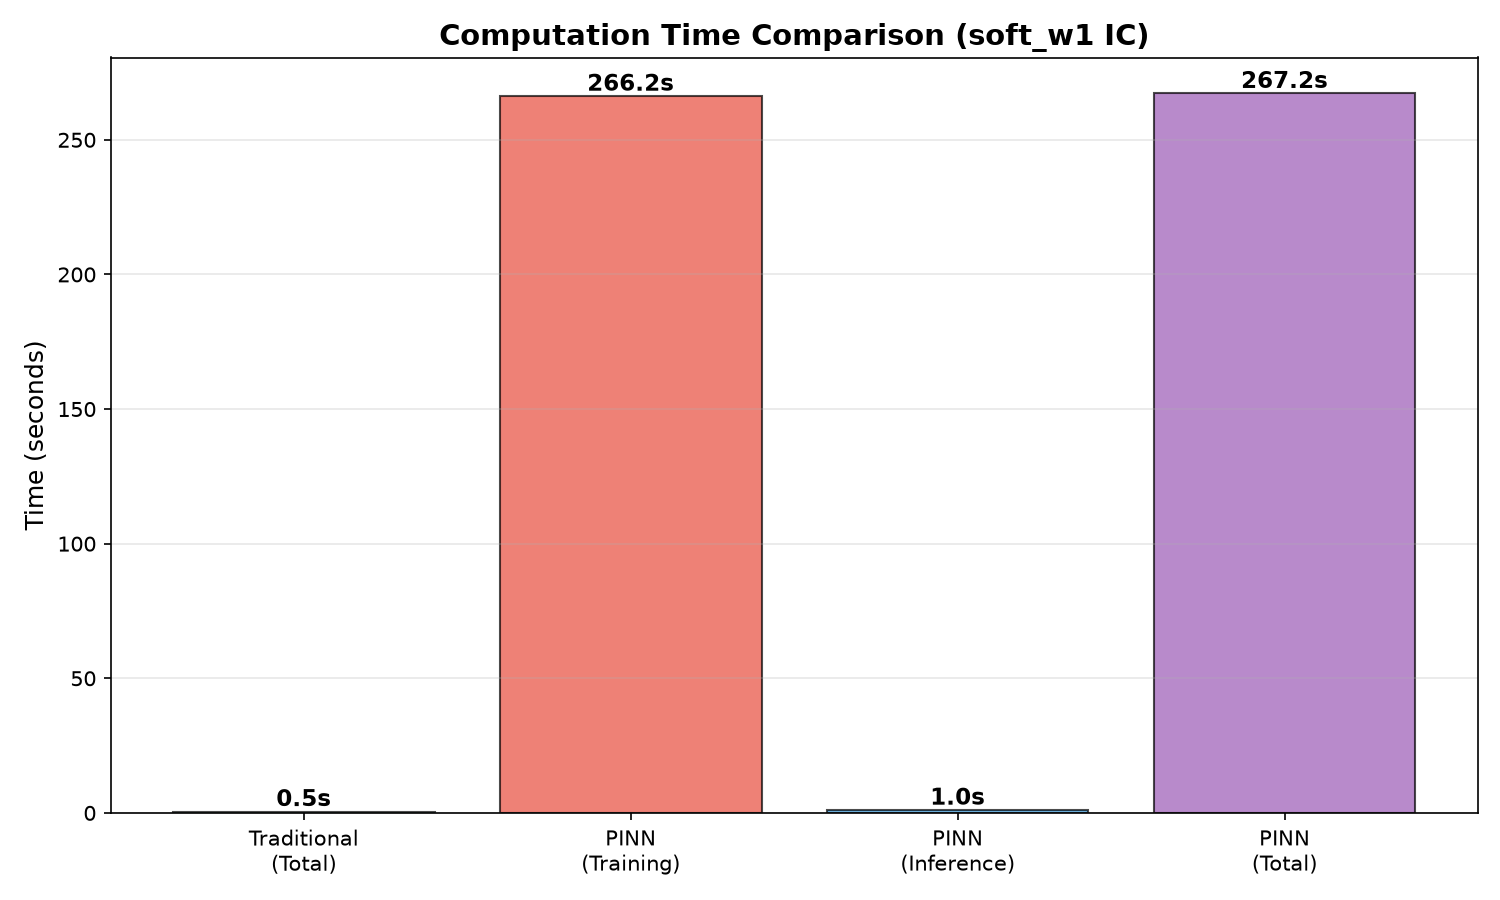 Computation Time Comparison (soft_w1 IC)
266.2s
267.2s
250
200
150
100
50
0
Time (seconds)
0.5s
1.0s
Traditional
(Total)
PINN
(Training)
PINN
(Inference)
PINN
(Total)